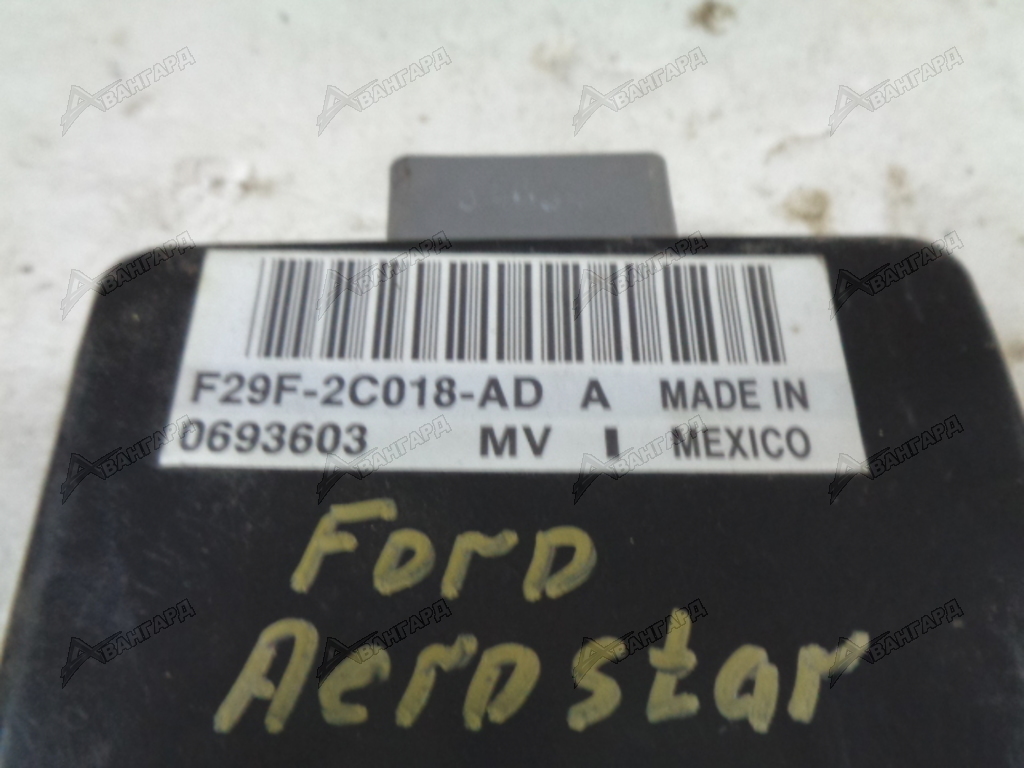 F29F-2C018-AD A MADE IN
0693603 MV I MEXICO
Ford
Aerostar
АВАНГАРД